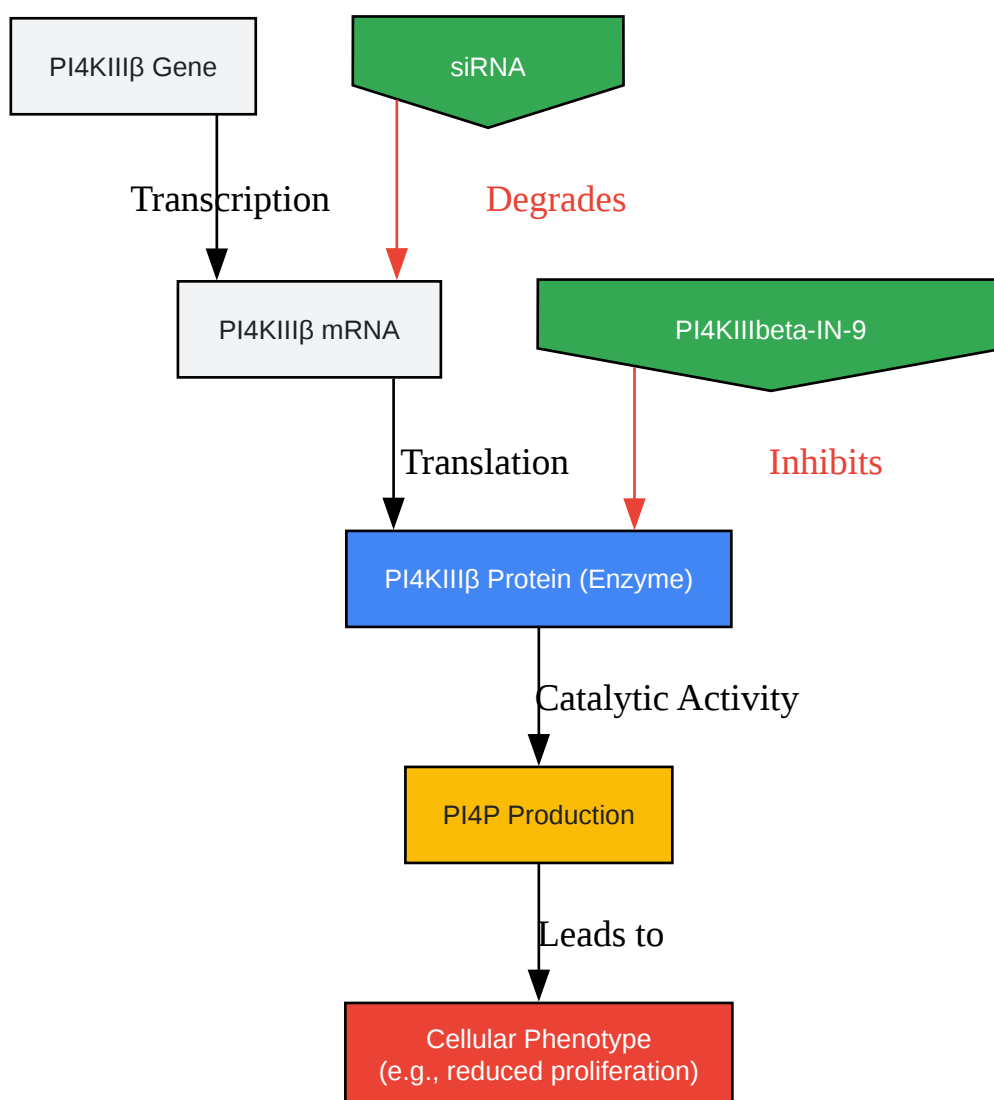 PI4KIIIβ Gene
siRNA
Transcription
Degrades
PI4KIIIβ mRNA
PI4KIIIbeta-IN-9
Translation
Inhibits
PI4KIIIβ Protein (Enzyme)
Catalytic Activity
PI4P Production
Leads to
Cellular Phenotype
(e.g., reduced proliferation)